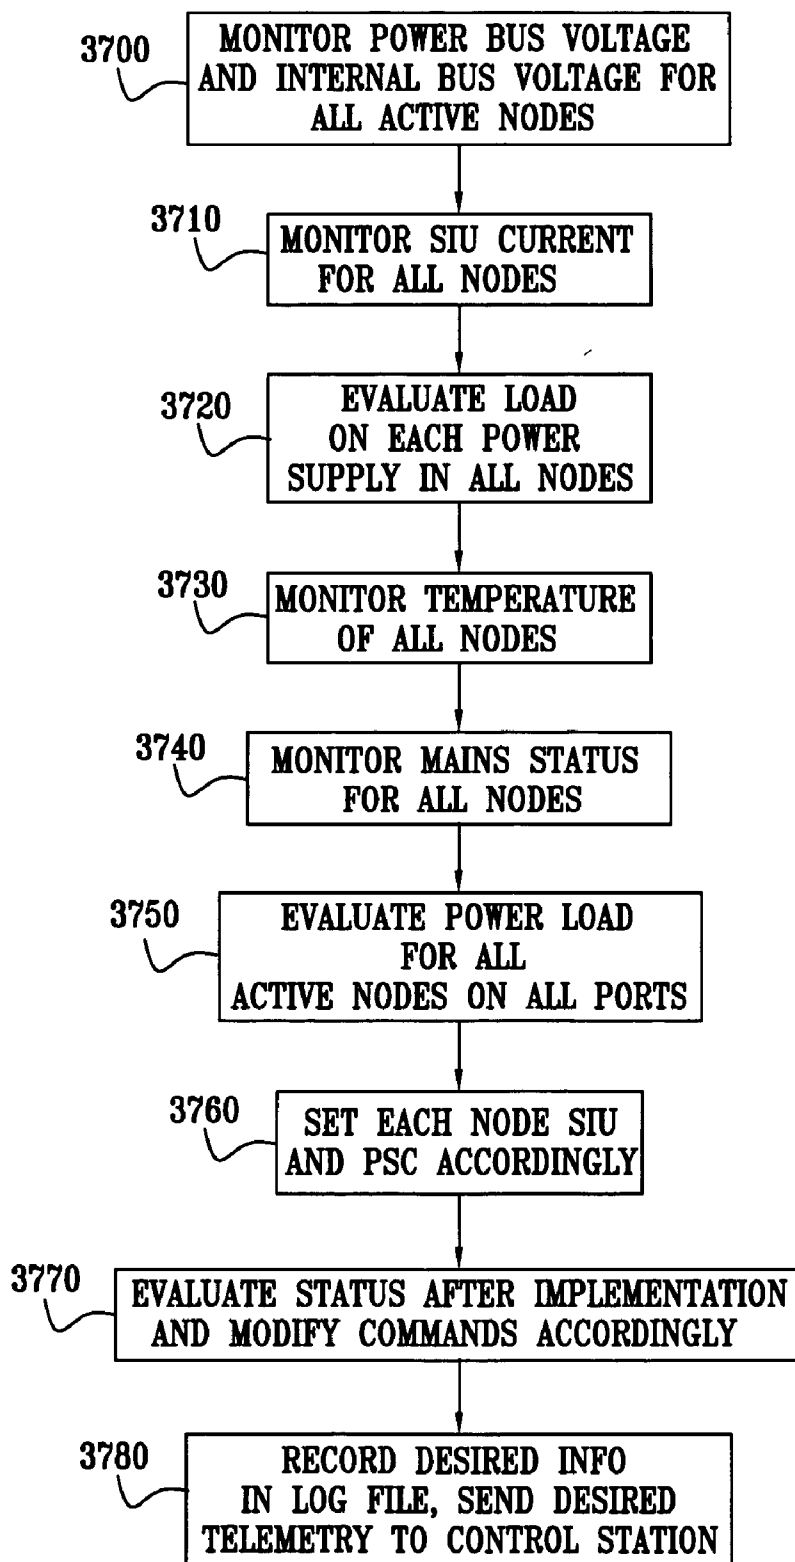 3700
MONITOR POWER BUS VOLTAGE
AND INTERNAL BUS VOLTAGE FOR
ALL ACTIVE NODES
3710
MONITOR SIU CURRENT
FOR ALL NODES
3720
EVALUATE LOAD
ON EACH POWER
SUPPLY IN ALL NODES
3730
MONITOR TEMPERATURE
OF ALL NODES
3740
MONITOR MAINS STATUS
FOR ALL NODES
3750
EVALUATE POWER LOAD
FOR ALL
ACTIVE NODES ON ALL PORTS
3760
SET EACH NODE SIU
AND PSC ACCORDINGLY
3770
EVALUATE STATUS AFTER IMPLEMENTATION
AND MODIFY COMMANDS ACCORDINGLY
3780
RECORD DESIRED INFO
IN LOG FILE, SEND DESIRED
TELEMETRY TO CONTROL STATION